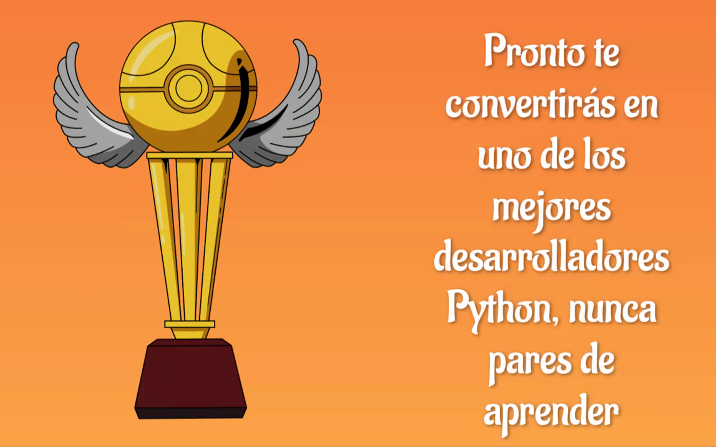 Pronto te
convertirás en
uno de los
mejores
desarrolladores
Python, nunca
pares de
aprender